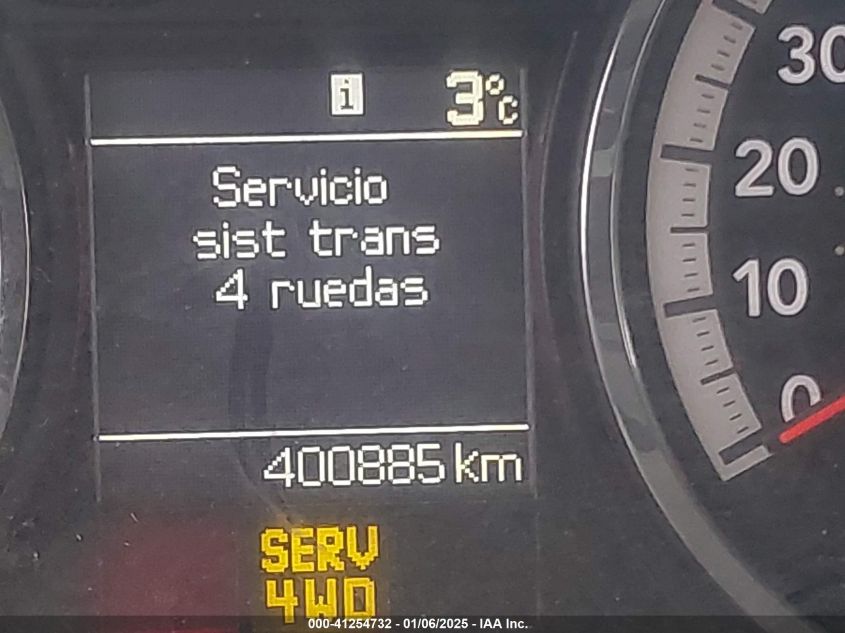 i 3°C
Servicio
sist trans
4 ruedas
400885 km
SERV
4WD
30
20
10
0
000-41254732 - 01/06/2025 - IAA Inc.